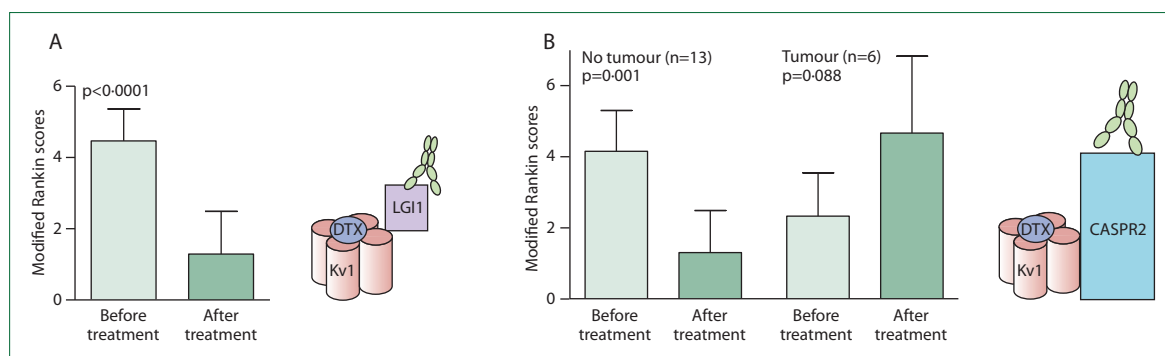 A
Modified Rankin scores
6
4
2
0
p<0·0001
Before
treatment
After
treatment
DTX
Kv1
LGI1
B
Modified Rankin scores
6
4
2
0
No tumour (n=13)
p=0·001
Tumour (n=6)
p=0·088
Before
treatment
After
treatment
Before
treatment
After
treatment
DTX
Kv1
CASPR2